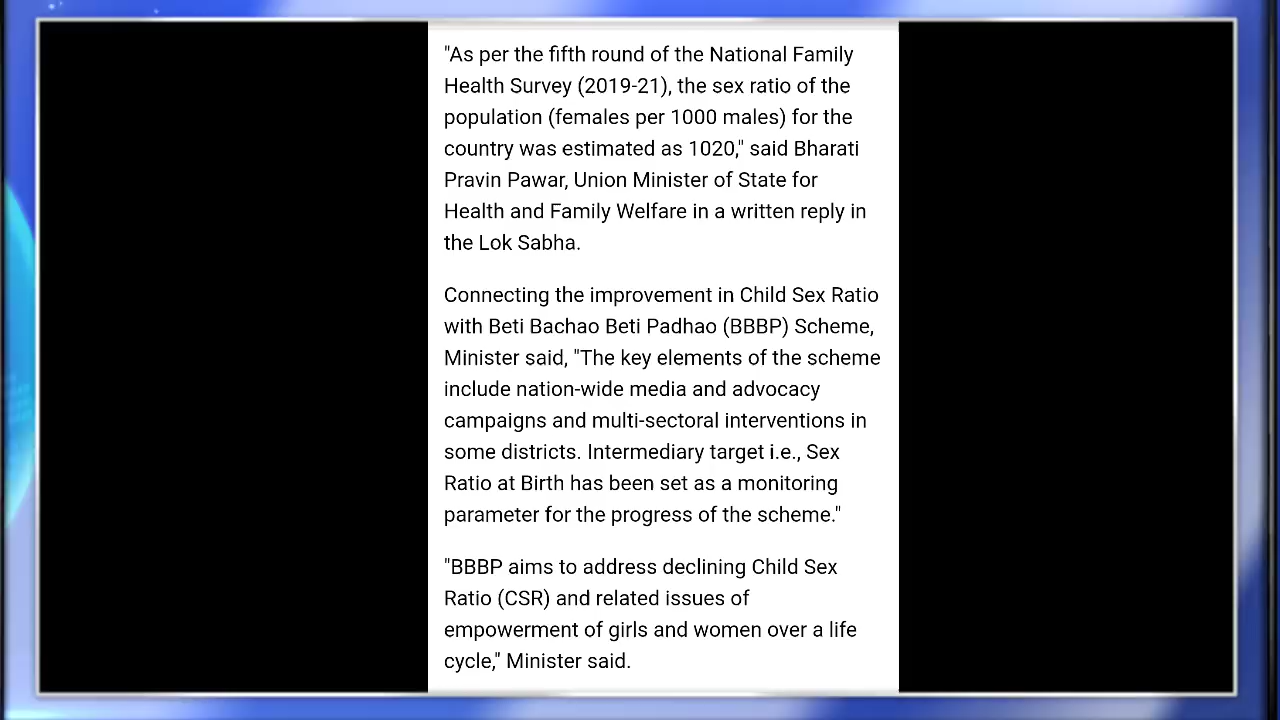 "As per the fifth round of the National Family
Health Survey (2019-21), the sex ratio of the
population (females per 1000 males) for the
country was estimated as 1020," said Bharati
Pravin Pawar, Union Minister of State for
Health and Family Welfare in a written reply in
the Lok Sabha.
Connecting the improvement in Child Sex Ratio
with Beti Bachao Beti Padhao (BBBP) Scheme,
Minister said, "The key elements of the scheme
include nation-wide media and advocacy
campaigns and multi-sectoral interventions in
some districts. Intermediary target i.e., Sex
Ratio at Birth has been set as a monitoring
parameter for the progress of the scheme."
"BBBP aims to address declining Child Sex
Ratio (CSR) and related issues of
empowerment of girls and women over a life
cycle," Minister said.